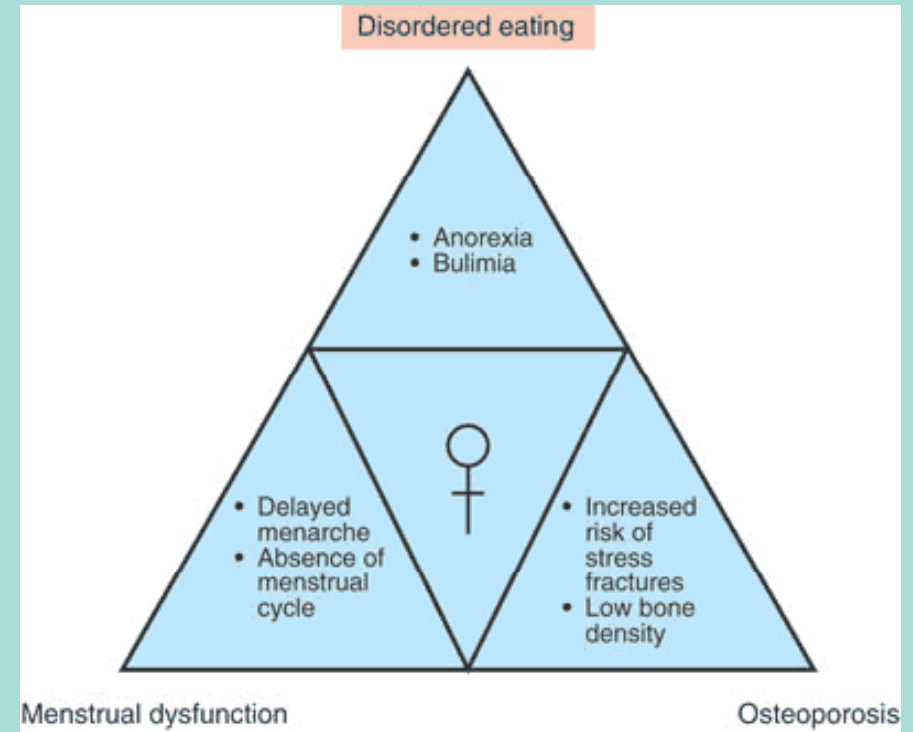 Disordered eating
• Anorexia
• Bulimia
• Delayed
menarche
• Absence of
menstrual
cycle
• Increased
risk of
stress
fractures
• Low bone
density
Menstrual dysfunction
Osteoporosis